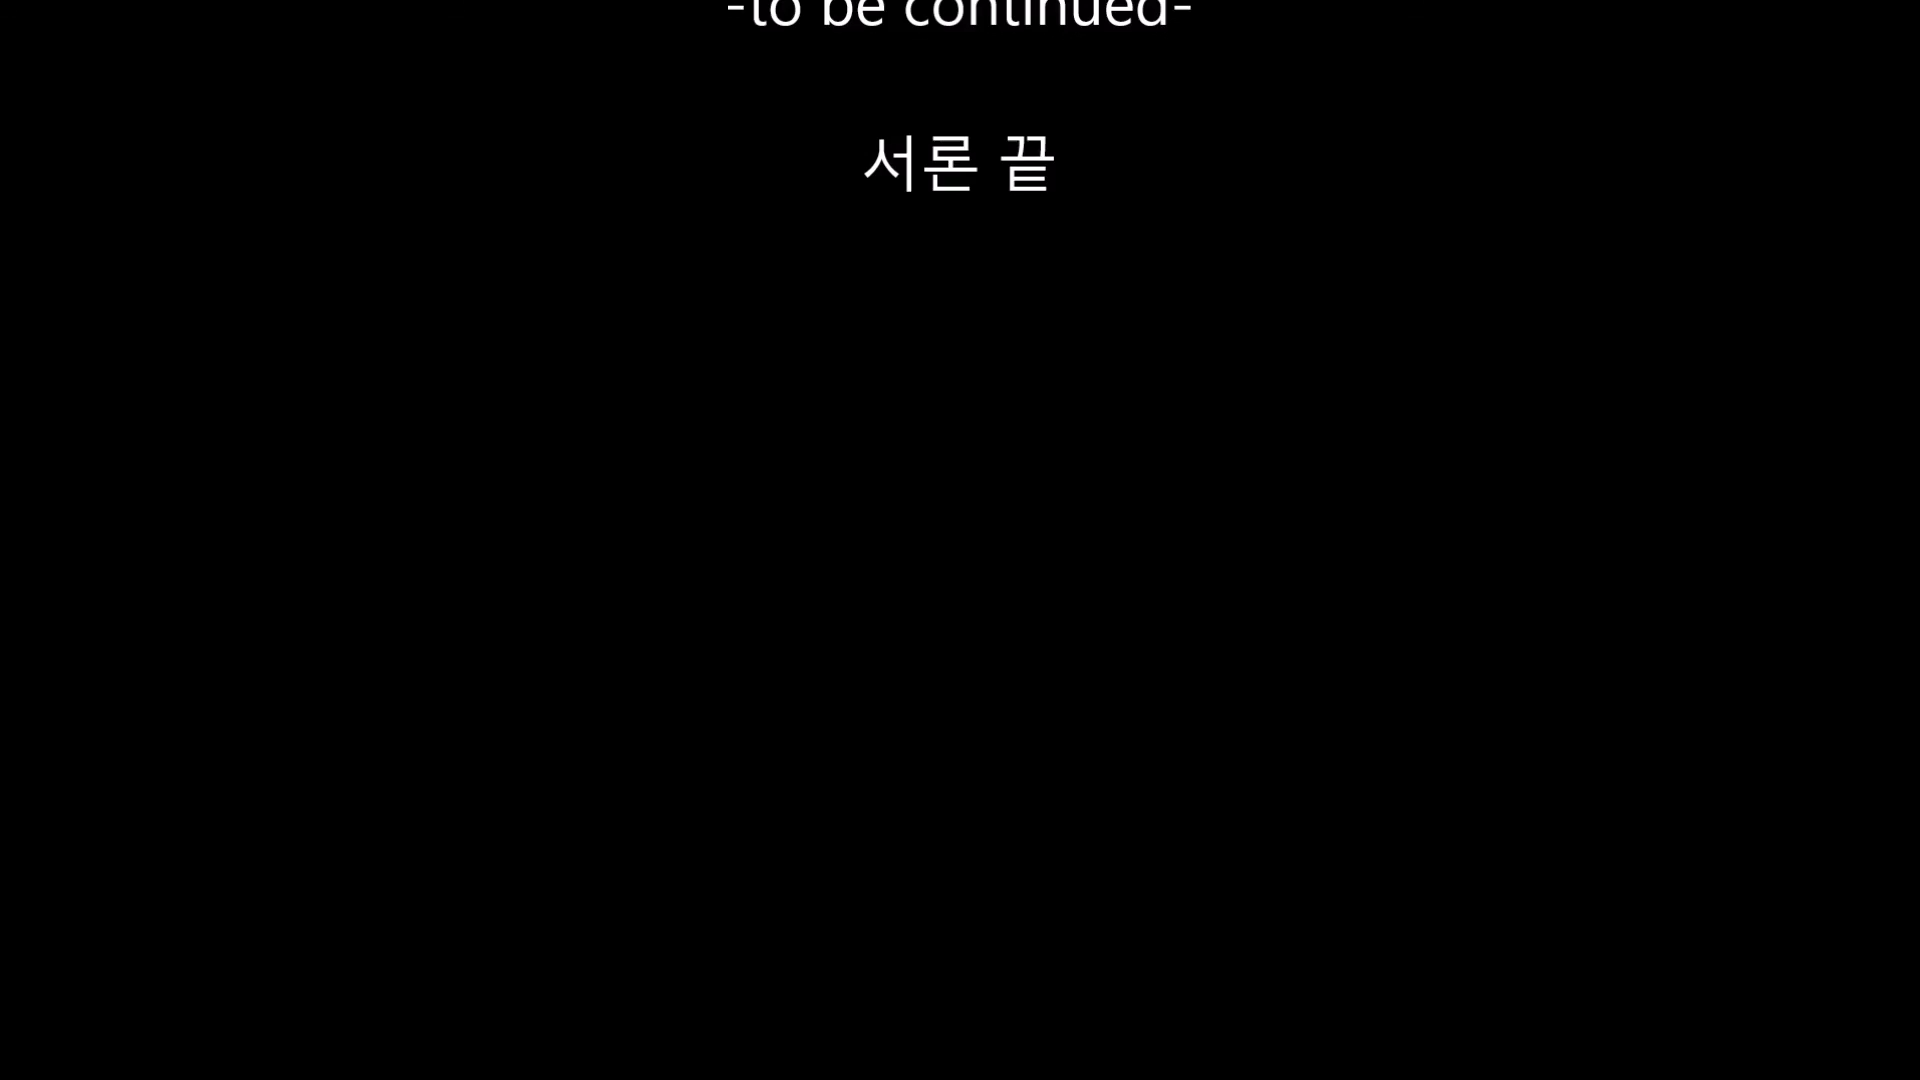 -to be continued-
서론 끝